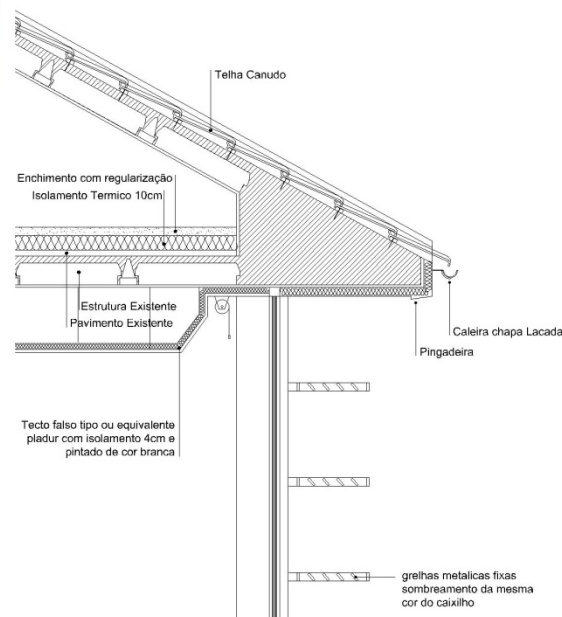 Telha Canudo
Enchimento com regularização
Isolamento Termico 10cm
Estrutura Existente
Pavimento Existente
Caleira chapa Lacada
Pingadeira
Tecto falso tipo ou equivalente
pladur com isolamento 4cm e
pintado de cor branca
grelhas metalicas fixas
sombreamento da mesma
cor do caixilho